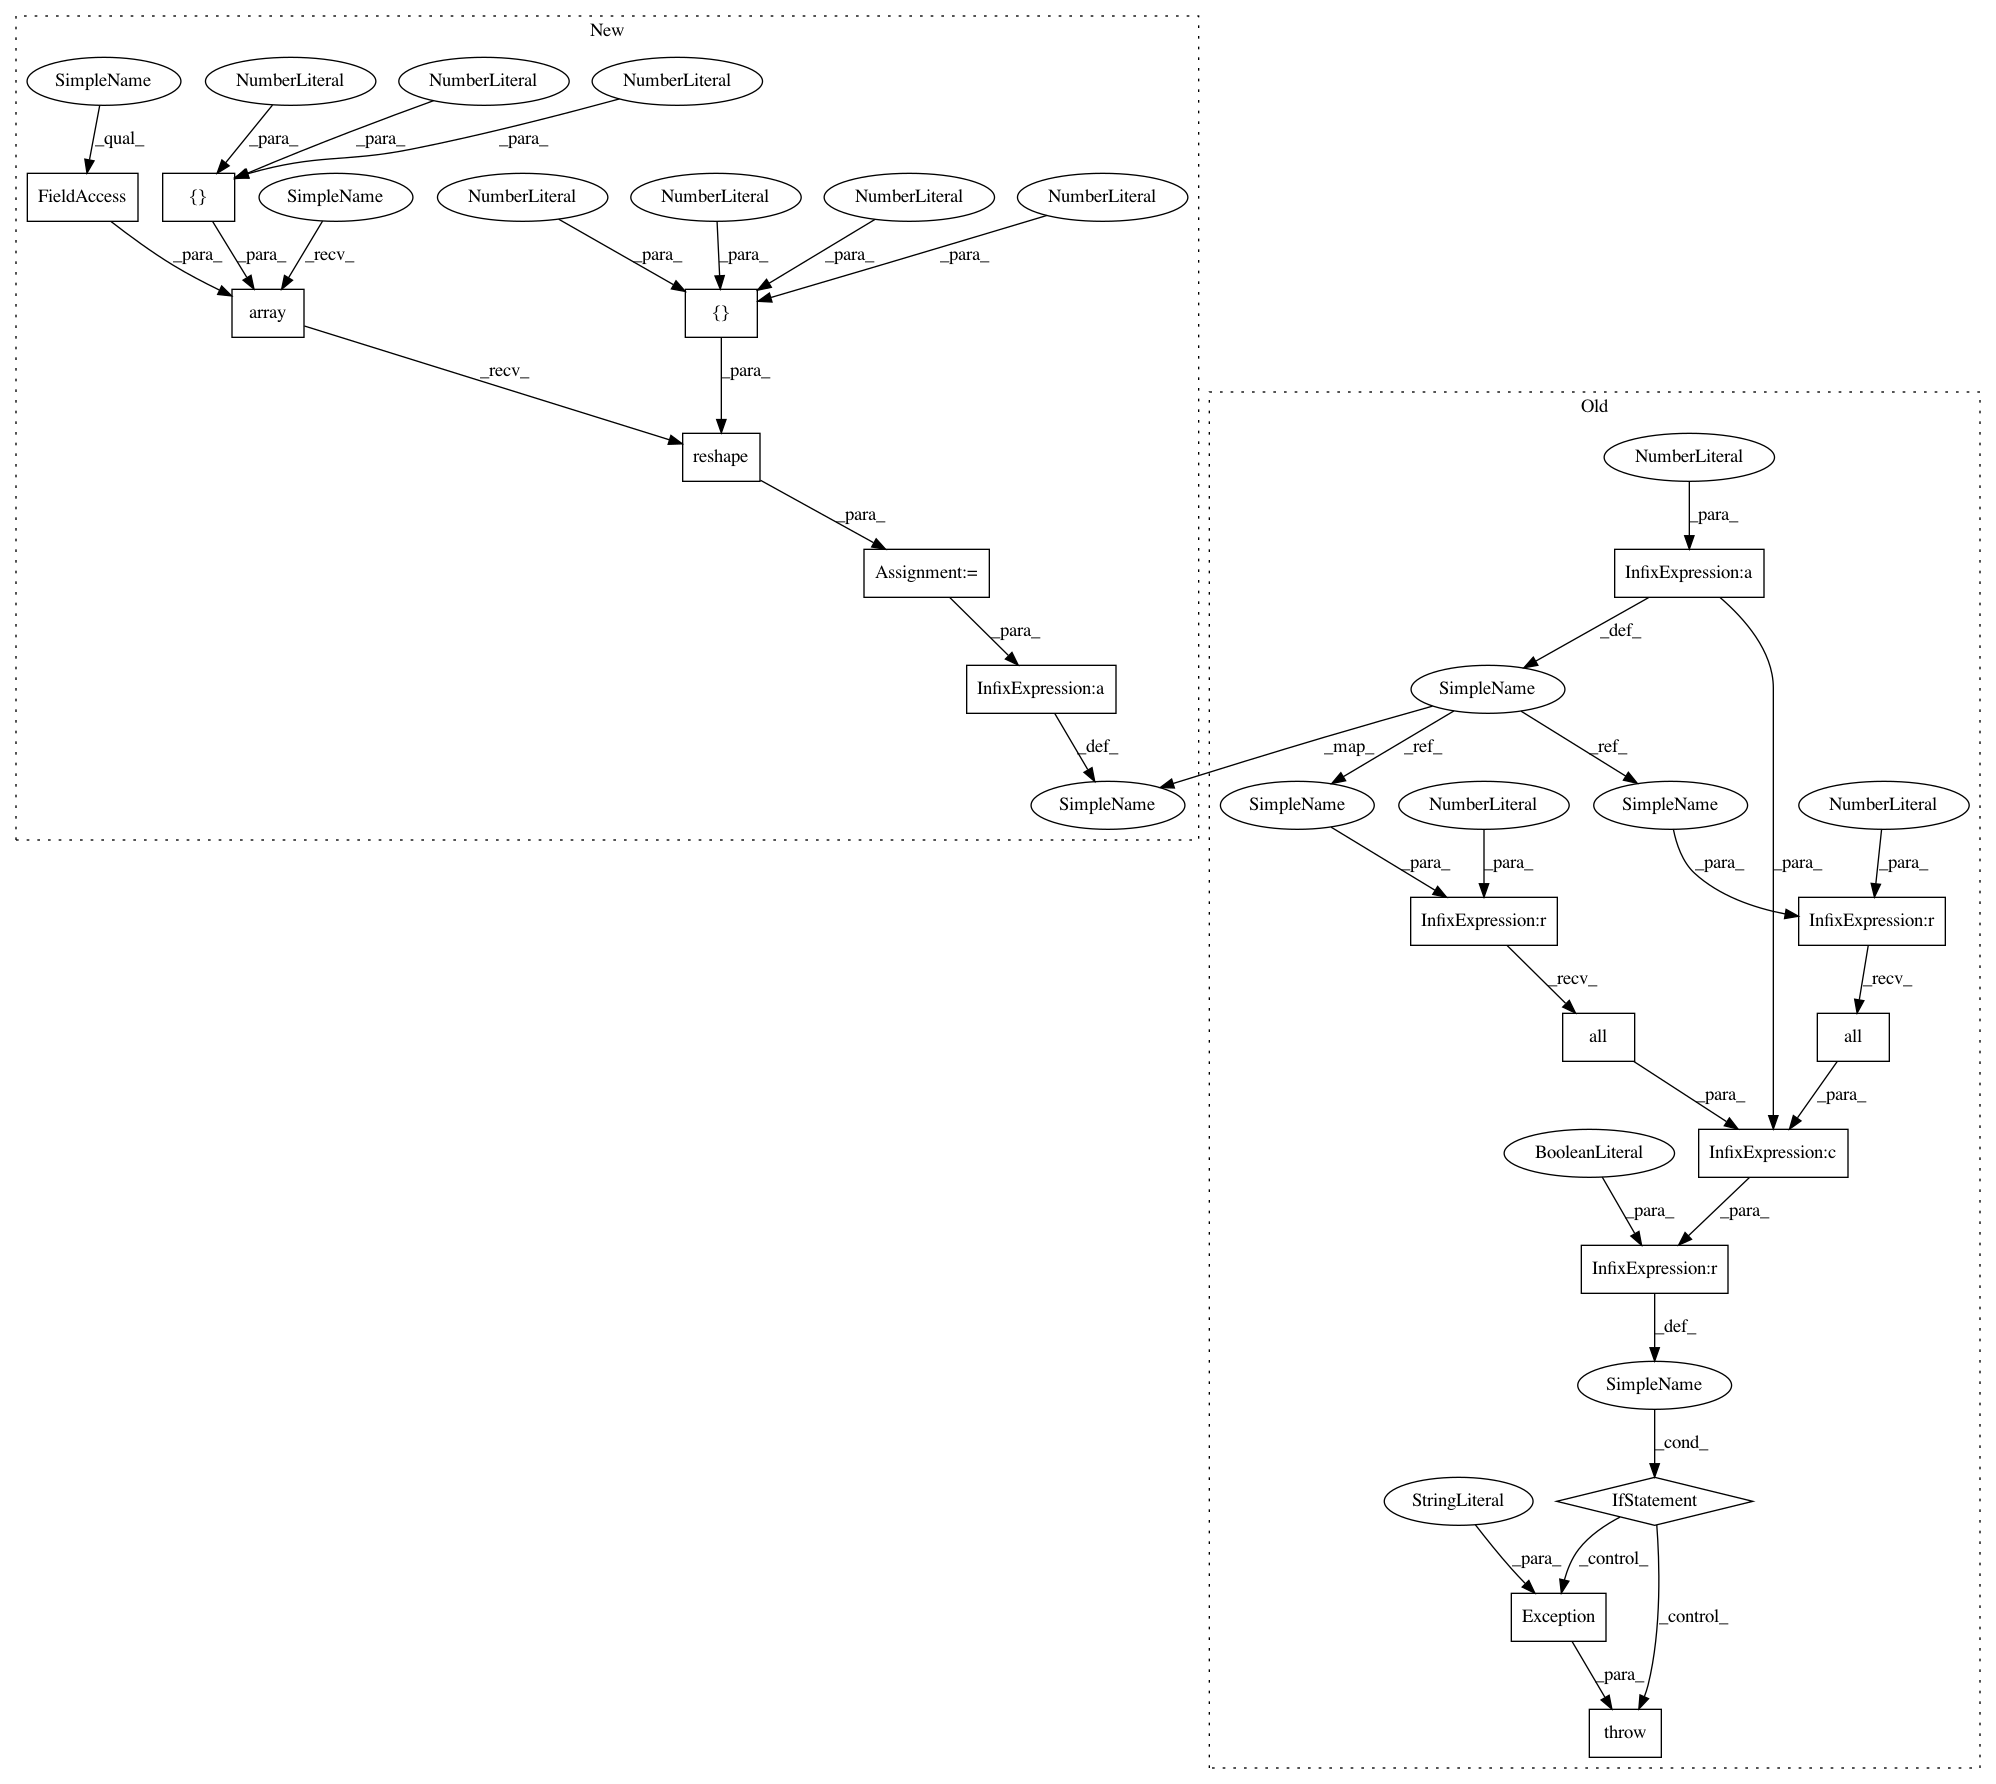 New
SimpleName
NumberLiteral
NumberLiteral
NumberLiteral
_qual_
_para_
_para_
_para_
FieldAccess
{}
SimpleName
NumberLiteral
NumberLiteral
NumberLiteral
NumberLiteral
_para_
_para_
_recv_
_para_
_para_
_para_
_para_
array
{}
_recv_
_para_
reshape
_para_
Assignment:=
_para_
InfixExpression:a
_def_
SimpleName
Old
NumberLiteral
_para_
InfixExpression:a
_def_
SimpleName
_map_
_ref_
_ref_
SimpleName
NumberLiteral
SimpleName
NumberLiteral
_para_
_para_
_para_
_para_
_para_
InfixExpression:r
InfixExpression:r
_recv_
_recv_
all
all
_para_
_para_
BooleanLiteral
InfixExpression:c
_para_
_para_
InfixExpression:r
_def_
SimpleName
_cond_
StringLiteral
IfStatement
_para_
_control_
Exception
_control_
_para_
throw